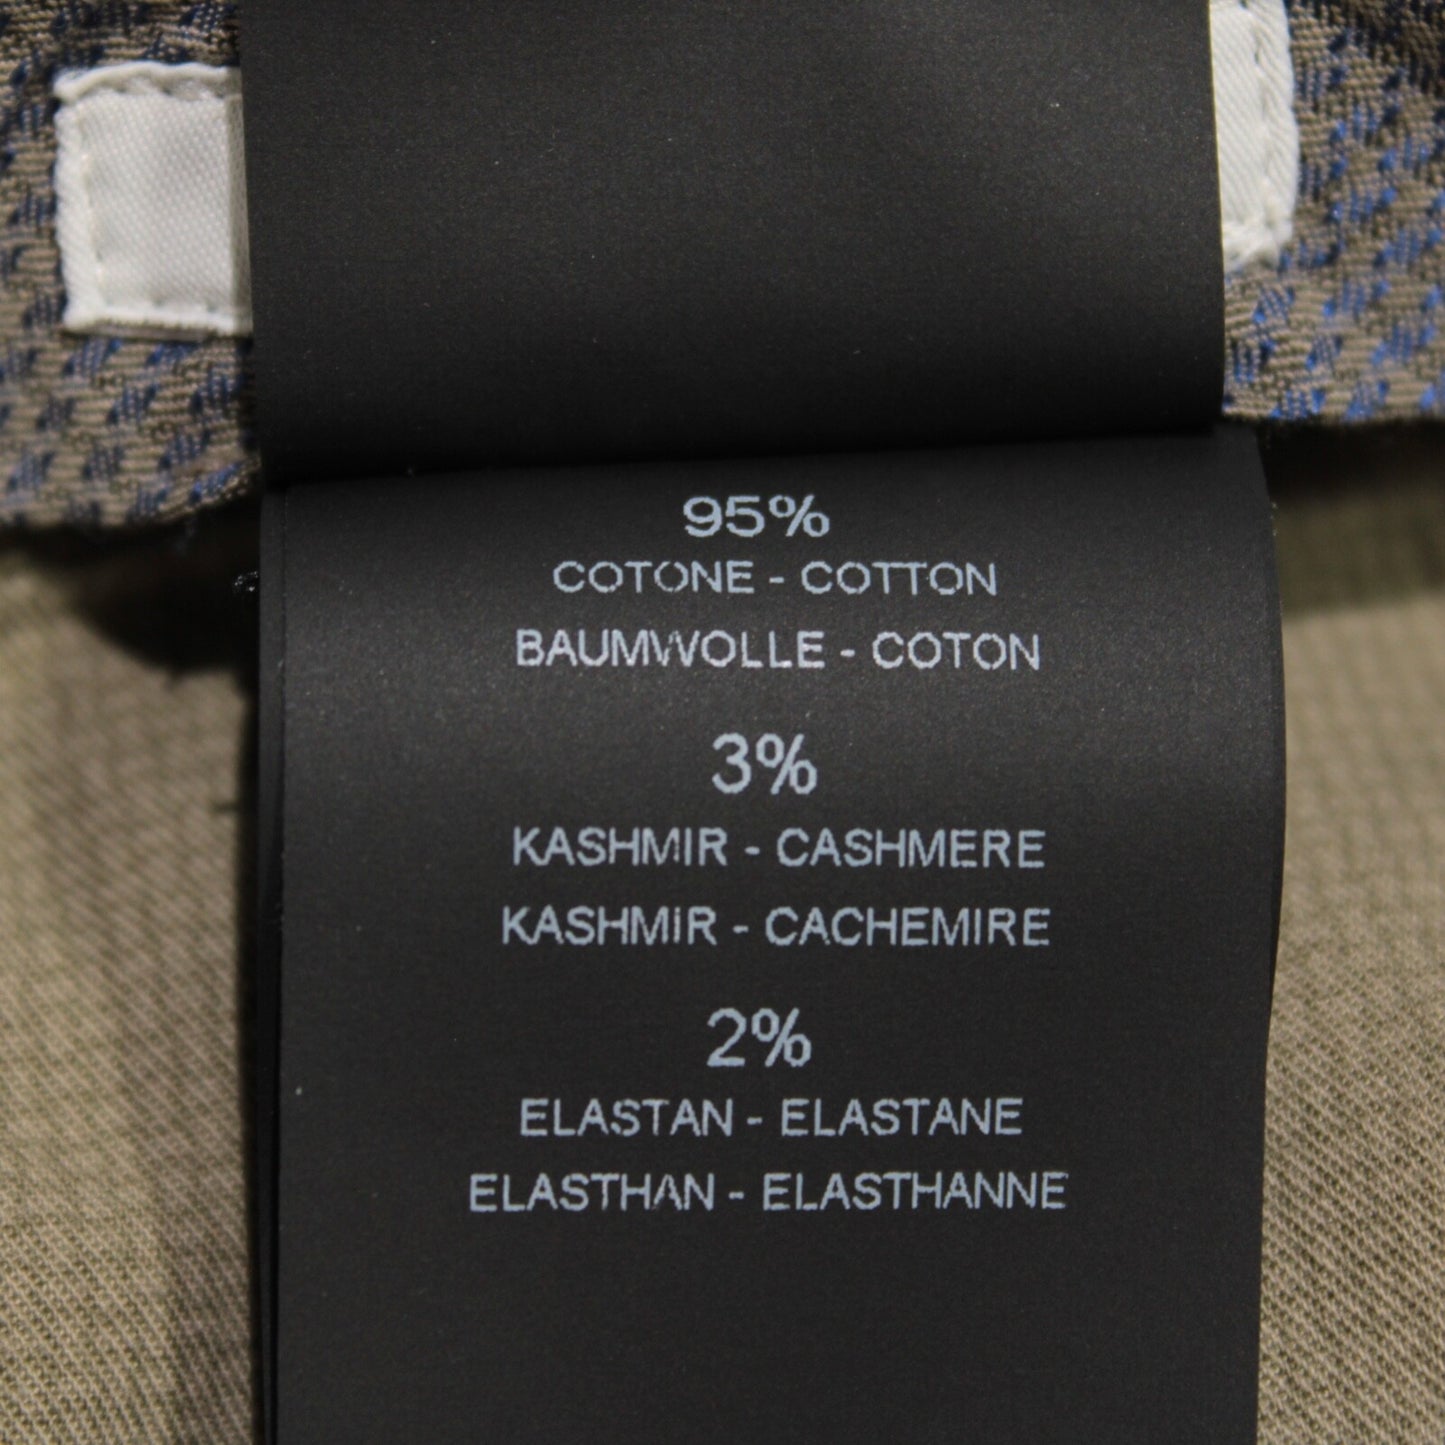 95%
COTONE - COTTON
BAUMWOLLE - COTON
3%
KASHMIR - CASHMERE
KASHMIR - CACHEMIRE
2%
ELASTAN - ELASTANE
ELASTHAN - ELASTHANNE